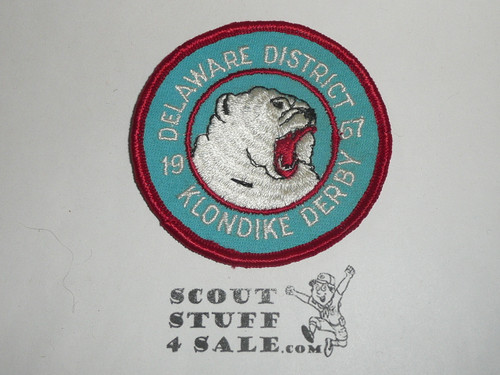 DELAWARE DISTRICT
19 57
KLONDIKE DERBY
SCOUT
STUFF
4 SALE.com